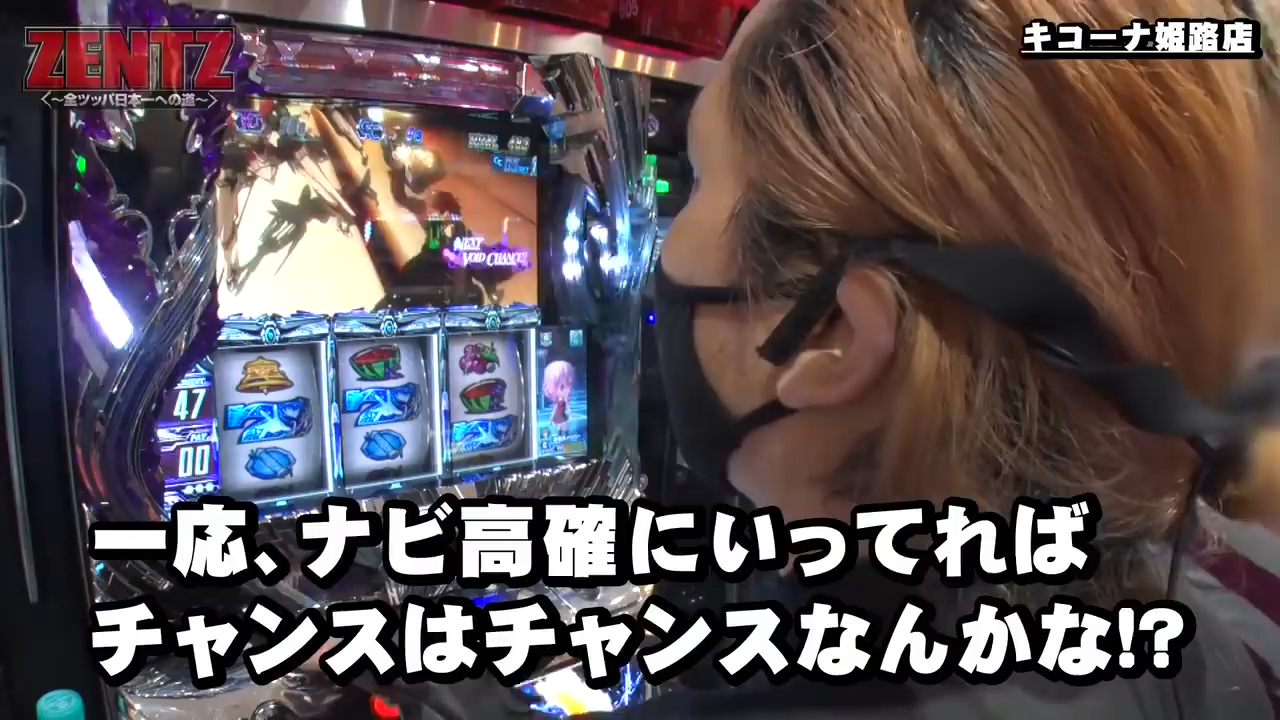 ZENTZ
〜全ツッパ日本一への道〜
キコーナ姫路店
NEXT
VOID CHANCE
47
PAY
00
一応、ナビ高確にいってれば
チャンスはチャンスなんかな!?